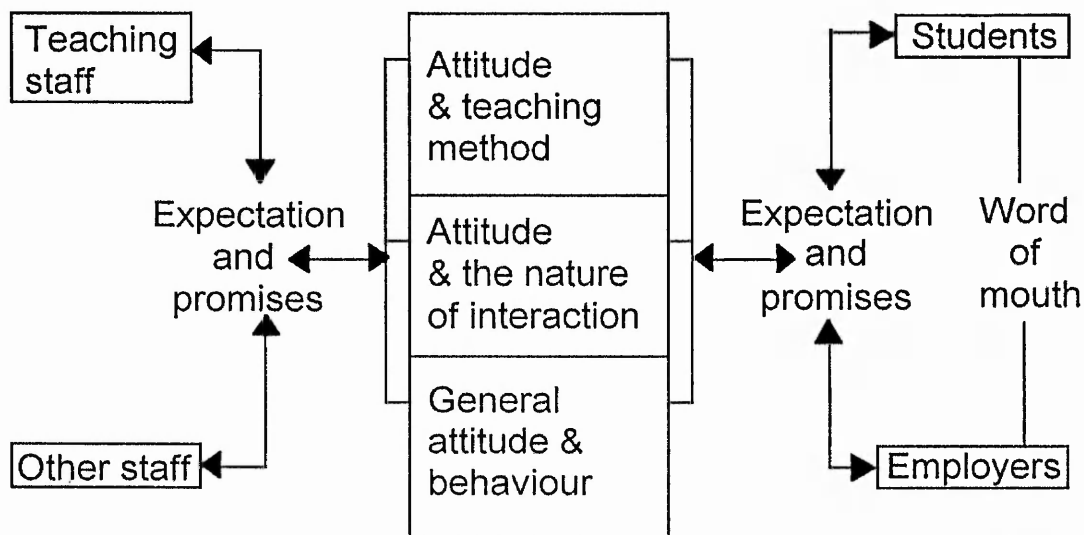 Teaching
staff
Expectation
and
promises
Other staff
Attitude
& teaching
method
Attitude
& the nature
of interaction
General
attitude &
behaviour
Students
Expectation
and
promises
Word
of
mouth
Employers